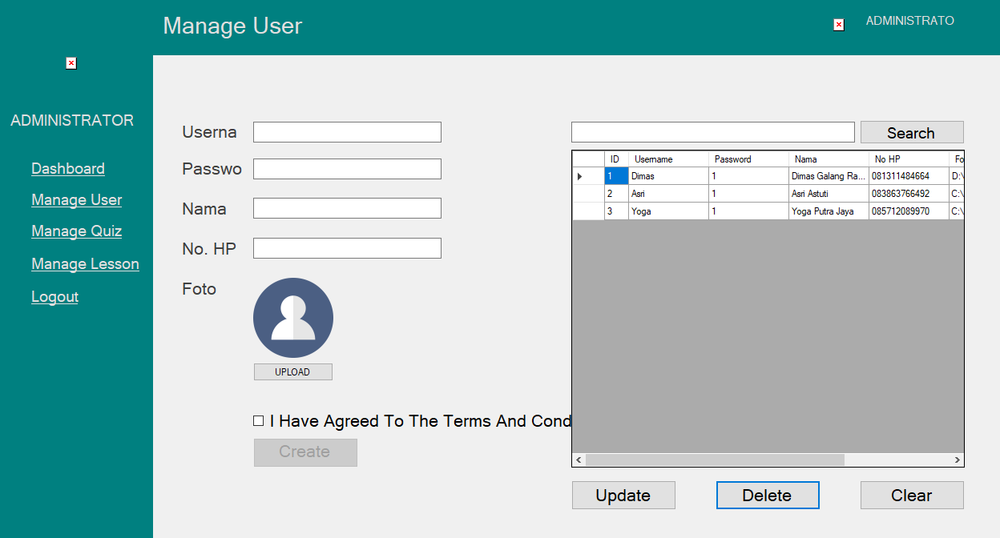 Manage User
ADMINISTRATO
ADMINISTRATOR
Dashboard
Manage User
Manage Quiz
Manage Lesson
Logout
Userna
Passwo
Nama
No. HP
Foto
UPLOAD
I Have Agreed To The Terms And Cond
Create
Search
ID Username Password Nama No HP Fo
1 Dimas 1 Dimas Galang Ra... 081311484664 D:\
2 Asri 1 Asri Astuti 083863766492 C:\
3 Yoga 1 Yoga Putra Jaya 085712089970 C:\
Update Delete Clear